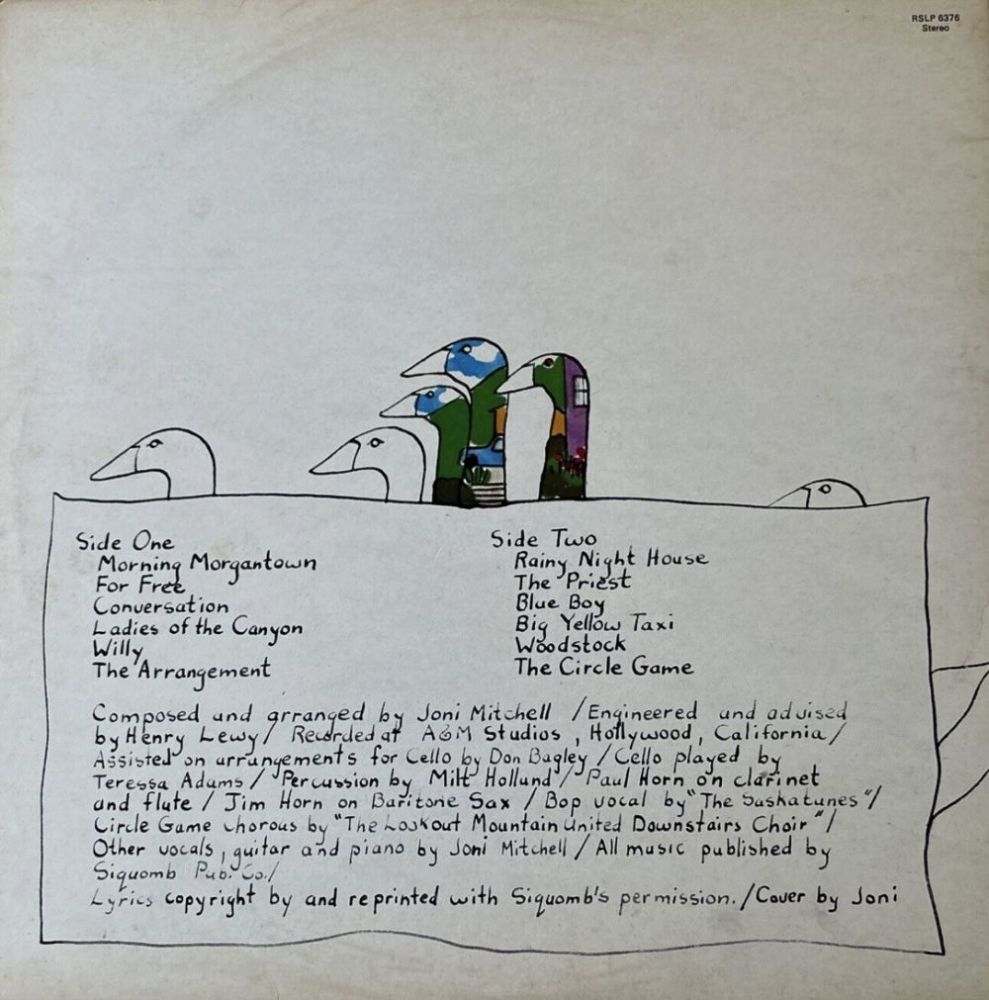 RSLP 6376
Stereo
Side One
Morning Morgantown
For Free
Conversation
Ladies of the Canyon
Willy
The Arrangement
Side Two
Rainy Night House
The Priest
Blue Boy
Big Yellow Taxi
Woodstock
The Circle Game
Composed and arranged by Joni Mitchell / Engineered and advised
by Henry Lewy / Recorded at A&M Studios, Hollywood, California /
Assisted on arrangements for Cello by Don Bagley / Cello played by
Teressa Adams / Percussion by Milt Holland / Paul Horn on clarinet
and flute / Jim Horn on Baritone Sax / Bop vocal by "The Saskatunes" /
Circle Game chorous by "The Lookout Mountain United Downstairs Choir" /
Other vocals, guitar and piano by Joni Mitchell / All music published by
Siquomb Pub. Co. /
Lyrics copyright by and reprinted with Siquomb's permission. / Cover by Joni